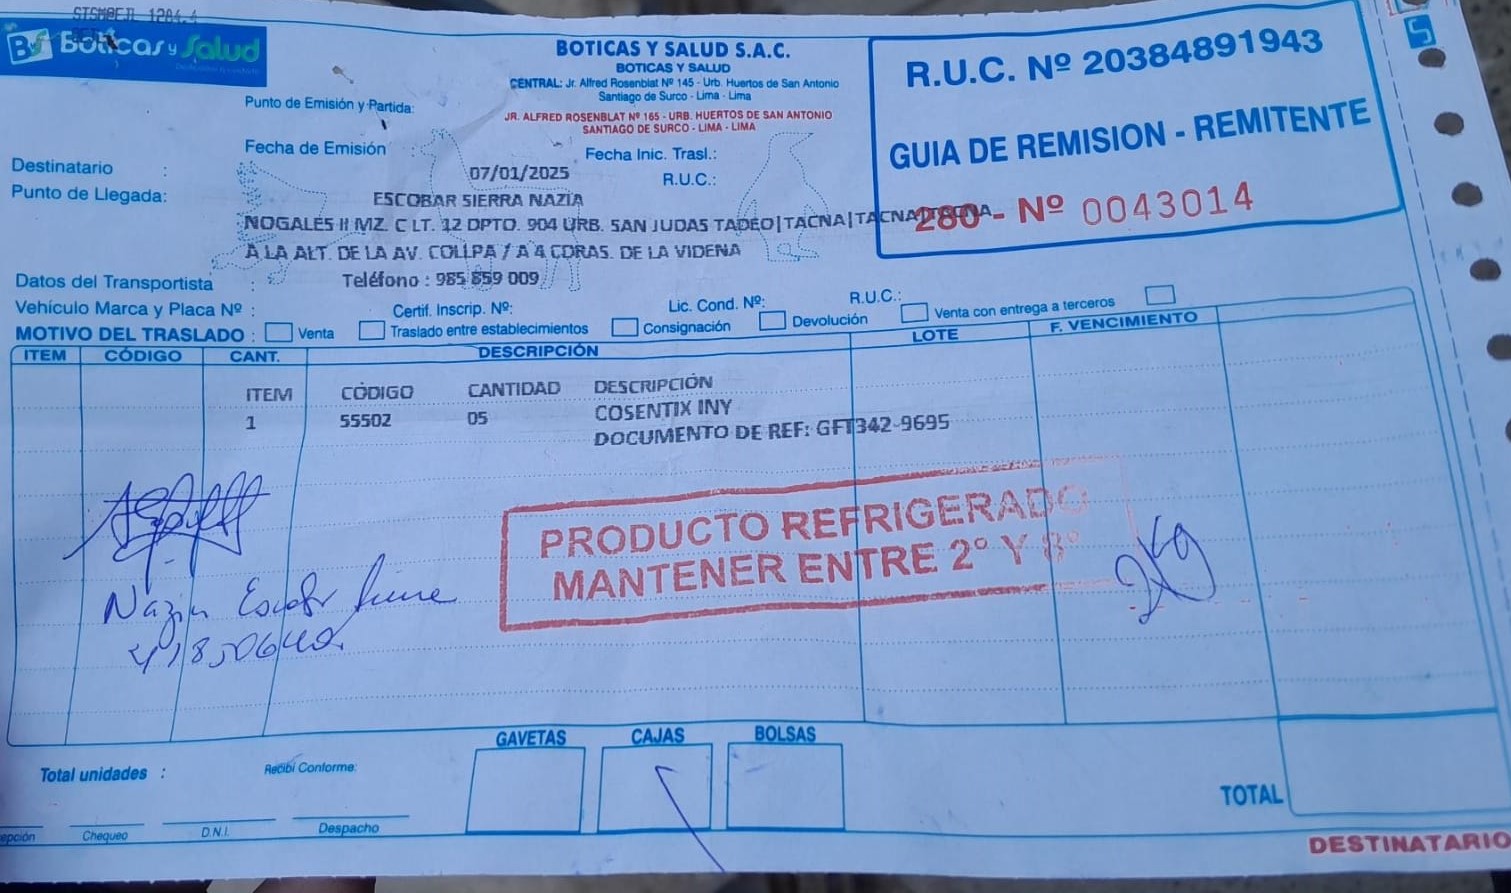 STSMBEJL 1284.4
BS Boticas y Salud
BOTICAS Y SALUD S.A.C.
BOTICAS Y SALUD
CENTRAL: Jr. Alfred Rosenblat Nº 145 - Urb. Huertos de San Antonio
Santiago de Surco - Lima - Lima
Punto de Emisión y Partida:
JR. ALFRED ROSENBLAT Nº 165 - URB. HUERTOS DE SAN ANTONIO
SANTIAGO DE SURCO - LIMA - LIMA
R.U.C. Nº 20384891943
GUIA DE REMISION - REMITENTE
280 - Nº 0043014
Fecha de Emisión :
07/01/2025
Fecha Inic. Trasl.:
Destinatario :
ESCOBAR SIERRA NAZIA
R.U.C.:
Punto de Llegada:
NOGALES II MZ. C LT. 12 DPTO. 904 URB. SAN JUDAS TADEO|TACNA|TACNA|TACNA
A LA ALT. DE LA AV. COLLPA / A 4 CDRAS. DE LA VIDENA
Datos del Transportista :
Teléfono : 985 859 009
Vehículo Marca y Placa Nº :
Certif. Inscrip. Nº:
Lic. Cond. Nº:
R.U.C.:
MOTIVO DEL TRASLADO : Venta Traslado entre establecimientos Consignación Devolución Venta con entrega a terceros
ITEM CÓDIGO CANT. DESCRIPCIÓN LOTE F. VENCIMIENTO
ITEM CÓDIGO CANTIDAD DESCRIPCIÓN
1 55502 05 COSENTIX INY
DOCUMENTO DE REF: GFT342-9695
PRODUCTO REFRIGERADO
MANTENER ENTRE 2° Y 8°
2Kg
Nazia Escobar Sierra
GAVETAS CAJAS BOLSAS
Total unidades :
Recibí Conforme:
Chequeo
D.N.I.
Despacho
TOTAL
DESTINATARIO